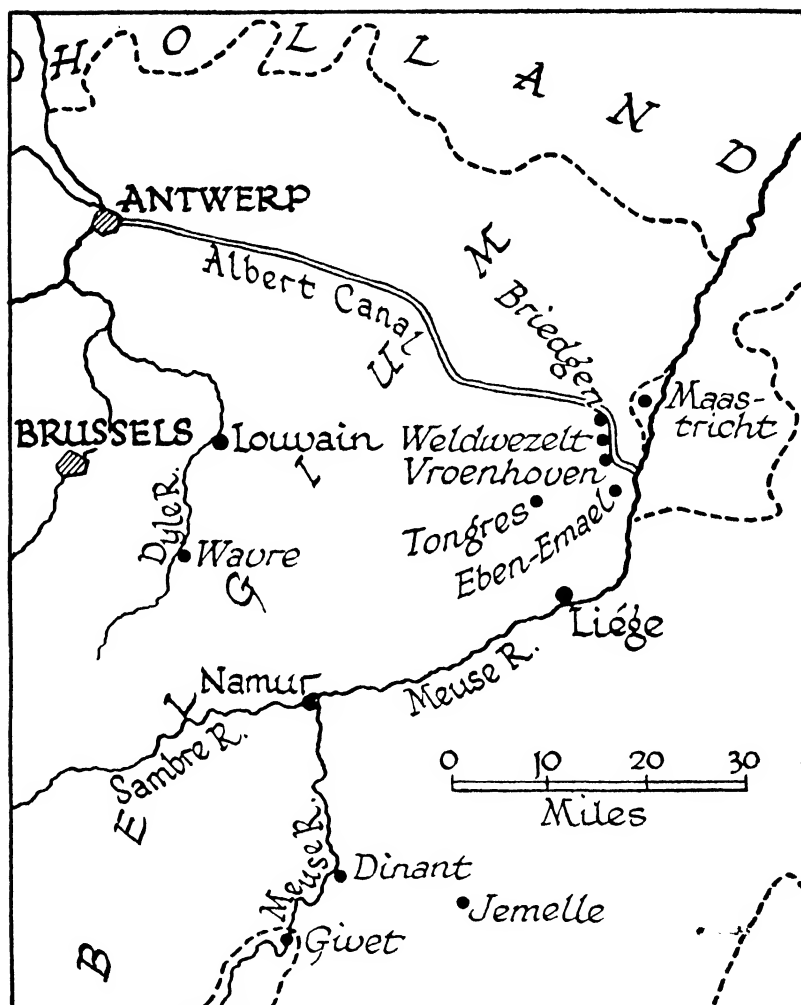 HOLLAND
ANTWERP
Albert Canal
Briedgen
Maas-
tricht
BRUSSELS
Louvain
Weldwezelt
Vroenhoven
Tongres
Eben-Emael
Dyle R.
Wavre
Liége
Namur
Meuse R.
Sambre R.
0 10 20 30
Miles
Meuse R.
Dinant
Jemelle
Givet
BELGIUM